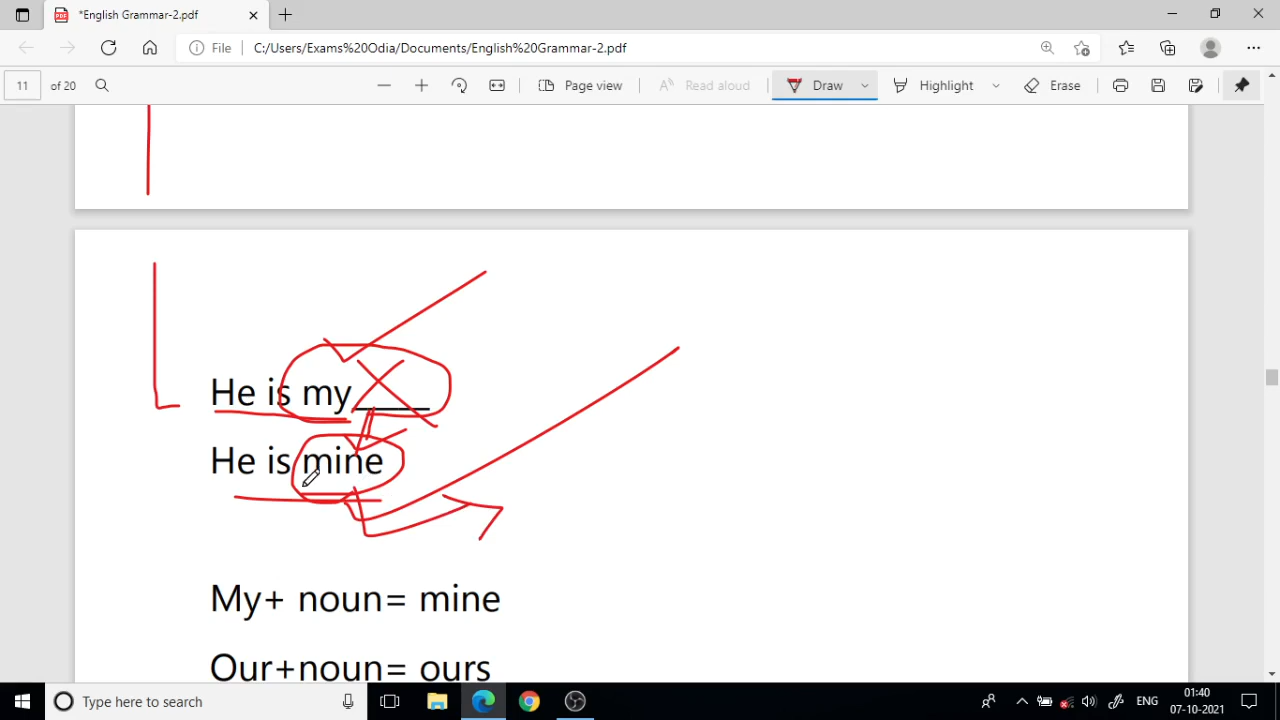 *English Grammar-2.pdf
File C:/Users/Exams%20Odia/Documents/English%20Grammar-2.pdf
11 of 20 Page view Read aloud Draw Highlight Erase
He is my____
He is mine
My+ noun= mine
Our+noun= ours
Type here to search
ENG
01:40
07-10-2021